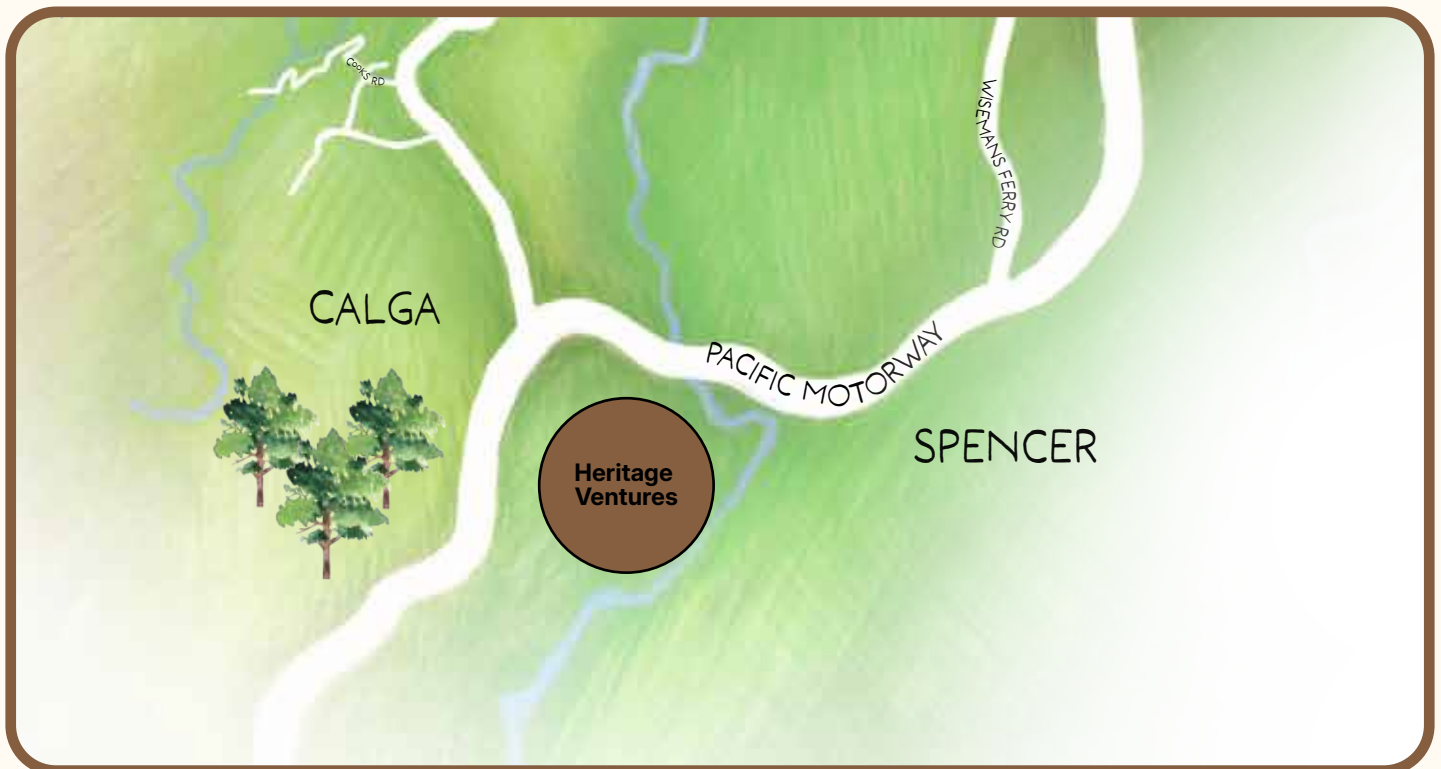 COOKS RD
WISEMANS FERRY RD
CALGA
PACIFIC MOTORWAY
SPENCER
Heritage
Ventures